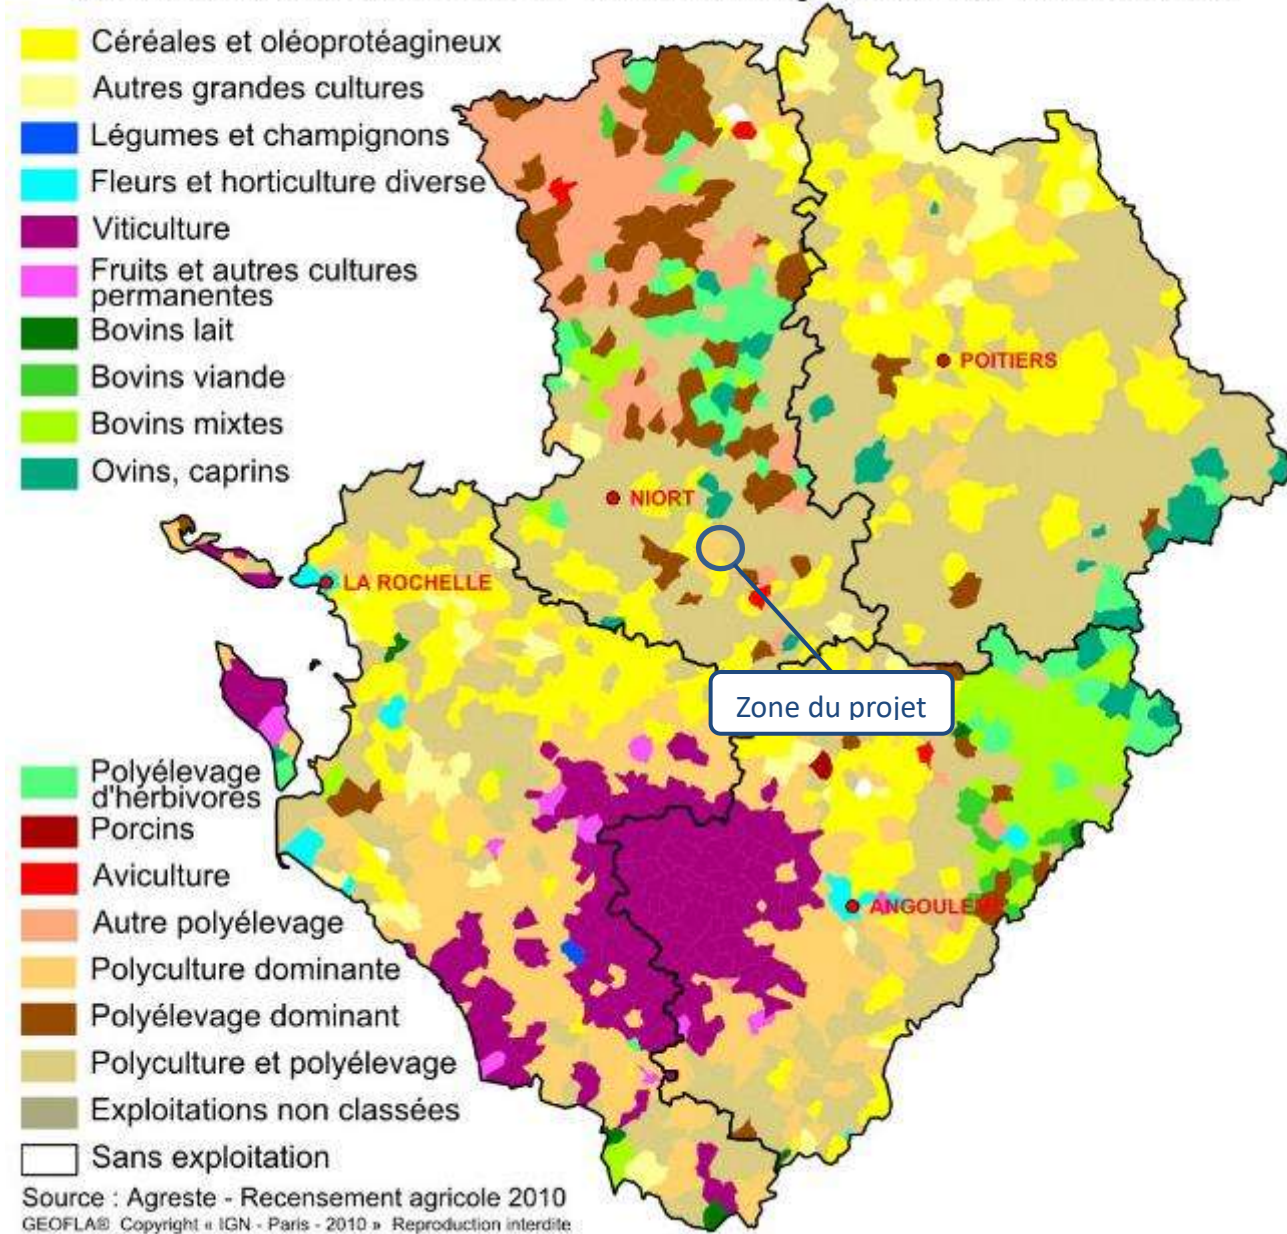 Céréales et oléoprotéagineux
Autres grandes cultures
Légumes et champignons
Fleurs et horticulture diverse
Viticulture
Fruits et autres cultures
permanentes
Bovins lait
Bovins viande
Bovins mixtes
Ovins, caprins
POITIERS
NIORT
LA ROCHELLE
Zone du projet
ANGOULEME
Polyélevage
d'herbivores
Porcins
Aviculture
Autre polyélevage
Polyculture dominante
Polyélevage dominant
Polyculture et polyélevage
Exploitations non classées
Sans exploitation
Source : Agreste - Recensement agricole 2010
GEOFLA® Copyright « IGN - Paris - 2010 » Reproduction interdite